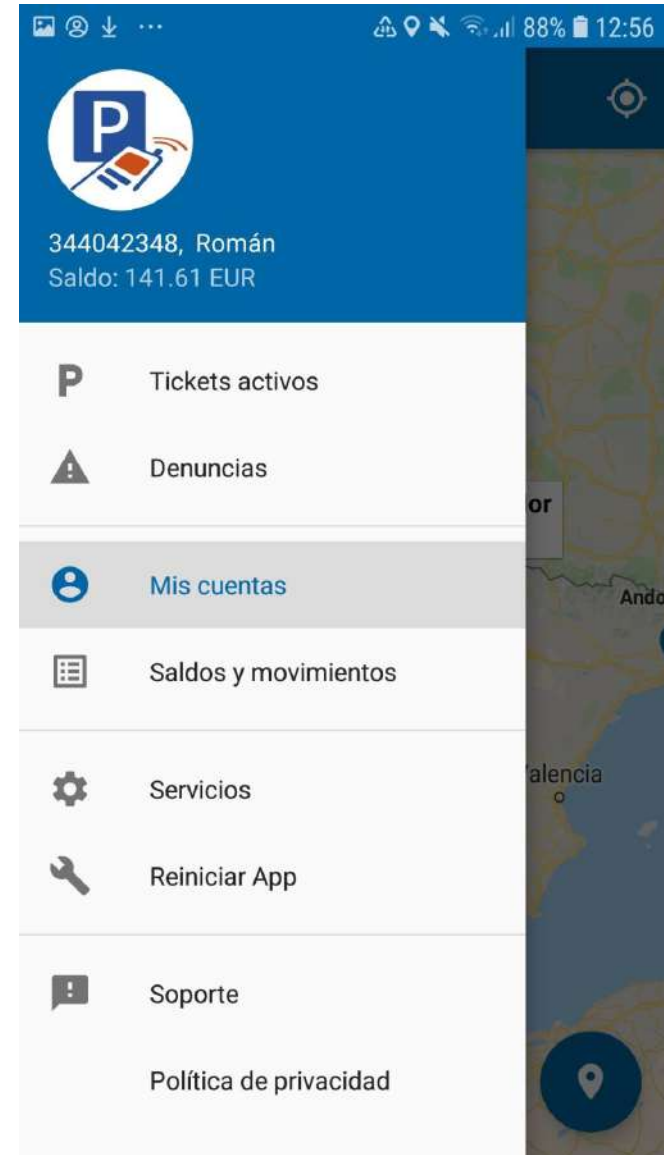 88% 12:56
P
344042348, Román
Saldo: 141.61 EUR
P Tickets activos
Denuncias
or
Mis cuentas
Ando
Saldos y movimientos
Servicios
alencia
Reiniciar App
Soporte
Política de privacidad